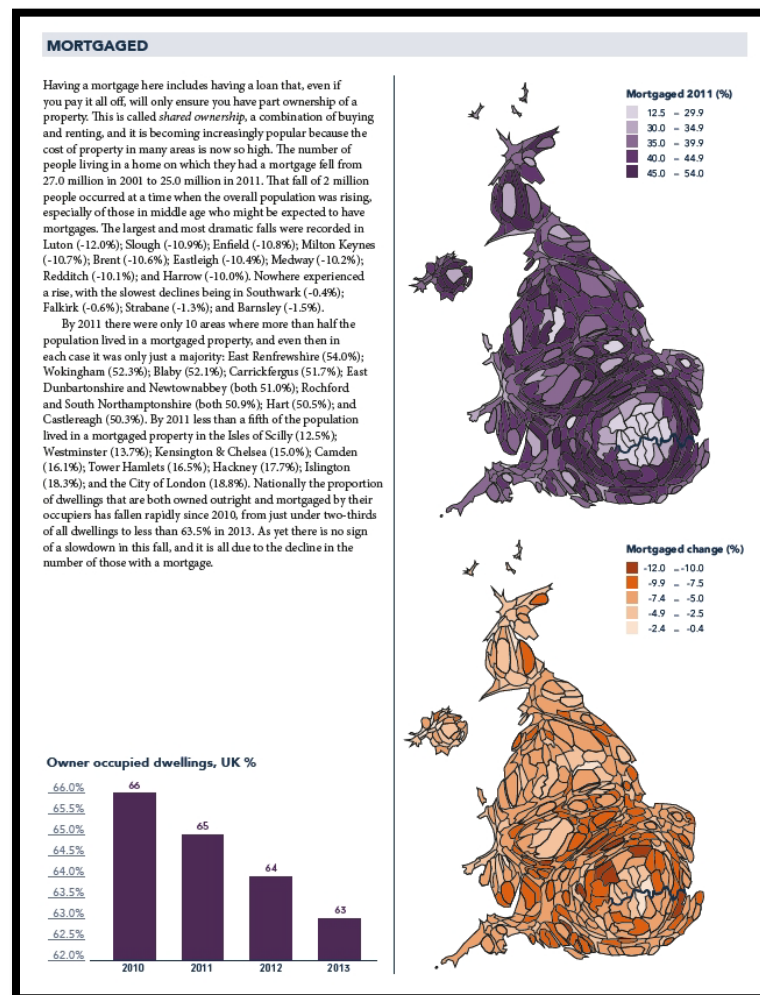 MORTGAGED
Having a mortgage here includes having a loan that, even if
you pay it all off, will only ensure you have part ownership of a
property. This is called shared ownership, a combination of buying
and renting, and it is becoming increasingly popular because the
cost of property in many areas is now so high. The number of
people living in a home on which they had a mortgage fell from
27.0 million in 2001 to 25.0 million in 2011. That fall of 2 million
people occurred at a time when the overall population was rising,
especially of those in middle age who might be expected to have
mortgages. The largest and most dramatic falls were recorded in
Luton (-12.0%); Slough (-10.9%); Enfield (-10.8%); Milton Keynes
(-10.7%); Brent (-10.6%); Eastleigh (-10.4%); Medway (-10.2%);
Redditch (-10.1%); and Harrow (-10.0%). Nowhere experienced
a rise, with the slowest declines being in Southwark (-0.4%);
Falkirk (-0.6%); Strabane (-1.3%); and Barnsley (-1.5%).
By 2011 there were only 10 areas where more than half the
population lived in a mortgaged property, and even then in
each case it was only just a majority: East Renfrewshire (54.0%);
Wokingham (52.3%); Blaby (52.1%); Carrickfergus (51.7%); East
Dunbartonshire and Newtownabbey (both 51.0%); Rochford
and South Northamptonshire (both 50.9%); Hart (50.5%); and
Castlereagh (50.3%). By 2011 less than a fifth of the population
lived in a mortgaged property in the Isles of Scilly (12.5%);
Westminster (13.7%); Kensington & Chelsea (15.0%); Camden
(16.1%); Tower Hamlets (16.5%); Hackney (17.7%); Islington
(18.3%); and the City of London (18.8%). Nationally the proportion
of dwellings that are both owned outright and mortgaged by their
occupiers has fallen rapidly since 2010, from just under two-thirds
of all dwellings to less than 63.5% in 2013. As yet there is no sign
of a slowdown in this fall, and it is all due to the decline in the
number of those with a mortgage.
Mortgaged 2011 (%)
12.5 – 29.9
30.0 – 34.9
35.0 – 39.9
40.0 – 44.9
45.0 – 54.0
Mortgaged change (%)
-12.0 – -10.0
-9.9 – -7.5
-7.4 – -5.0
-4.9 – -2.5
-2.4 – -0.4
Owner occupied dwellings, UK %
66.0%
65.5%
65.0%
64.5%
64.0%
63.5%
63.0%
62.5%
62.0%
66
65
64
63
2010 2011 2012 2013